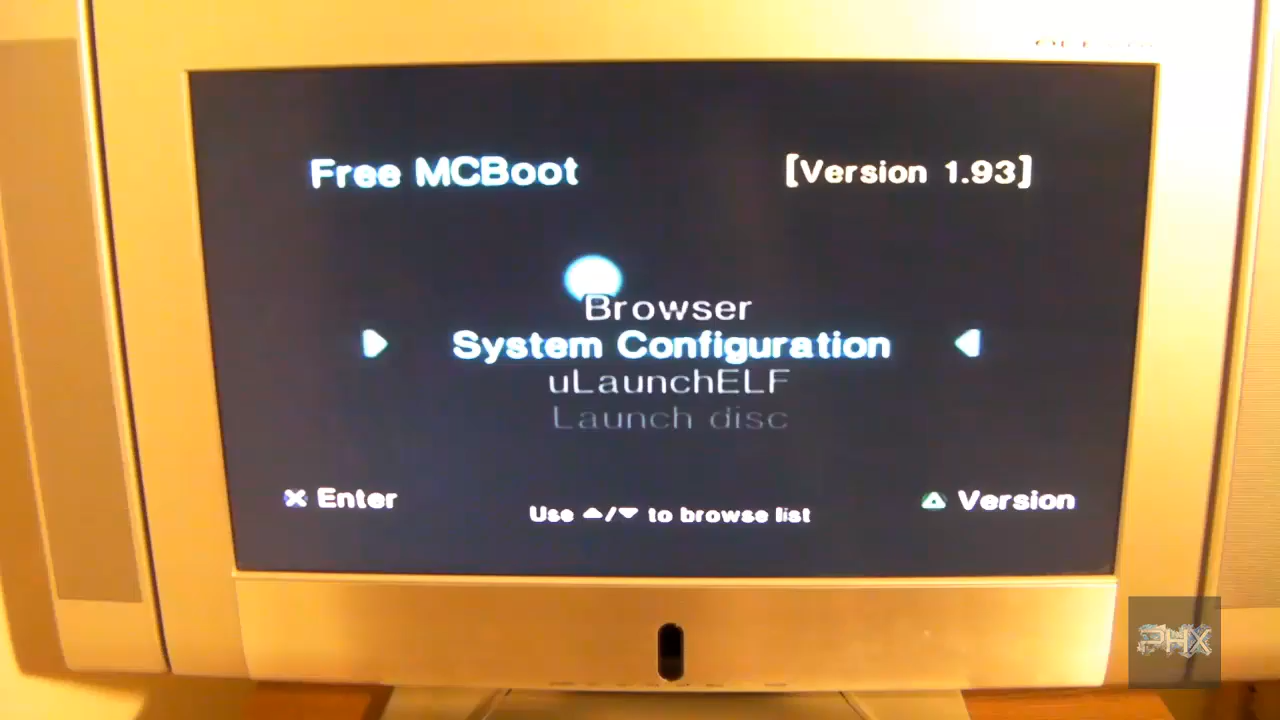 Free MCBoot
[Version 1.93]
Browser
System Configuration
uLaunchELF
Launch disc
Enter
Use ▲/▼ to browse list
Version
PHX